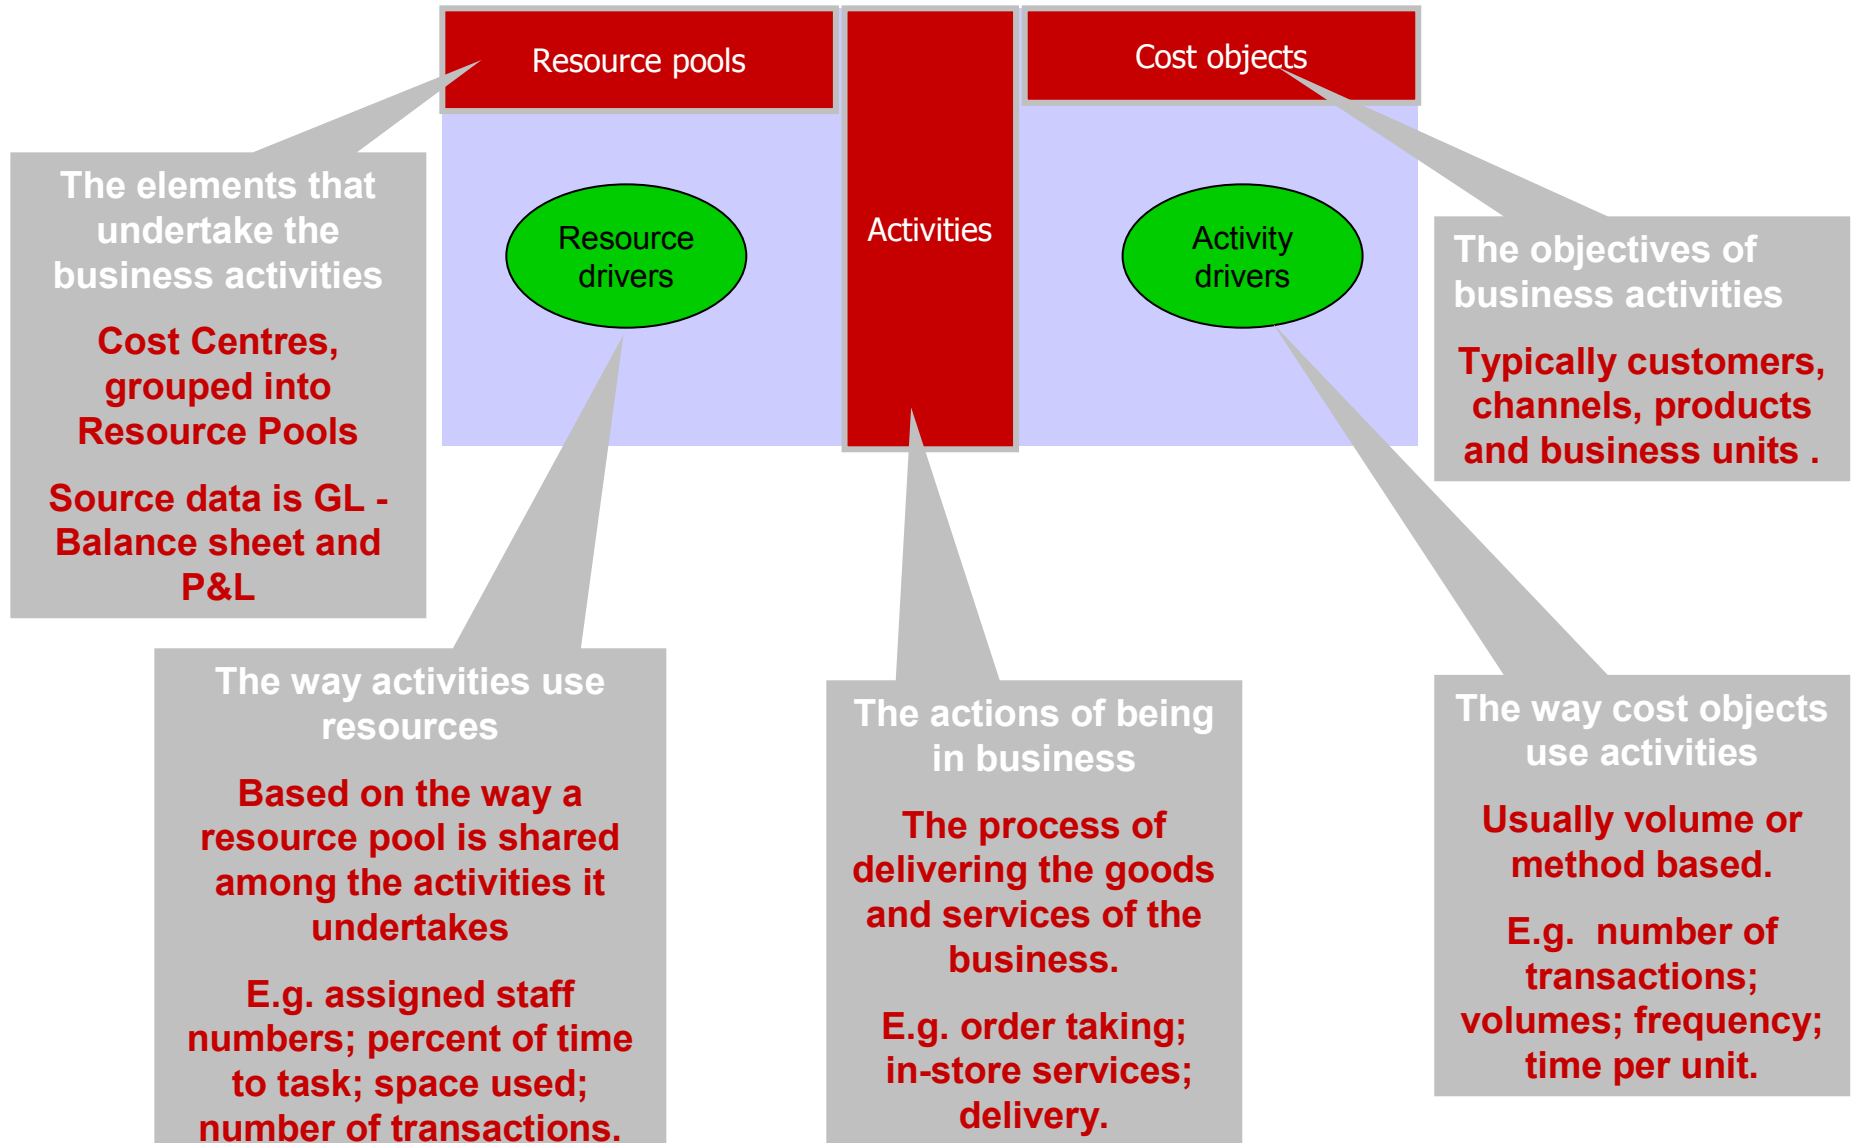 Resource pools
Cost objects
Activities
Resource
drivers
Activity
drivers
The elements that
undertake the
business activities
Cost Centres,
grouped into
Resource Pools
Source data is GL -
Balance sheet and
P&L
The objectives of
business activities
Typically customers,
channels, products
and business units .
The way activities use
resources
Based on the way a
resource pool is shared
among the activities it
undertakes
E.g. assigned staff
numbers; percent of time
to task; space used;
number of transactions.
The actions of being
in business
The process of
delivering the goods
and services of the
business.
E.g. order taking;
in-store services;
delivery.
The way cost objects
use activities
Usually volume or
method based.
E.g. number of
transactions;
volumes; frequency;
time per unit.